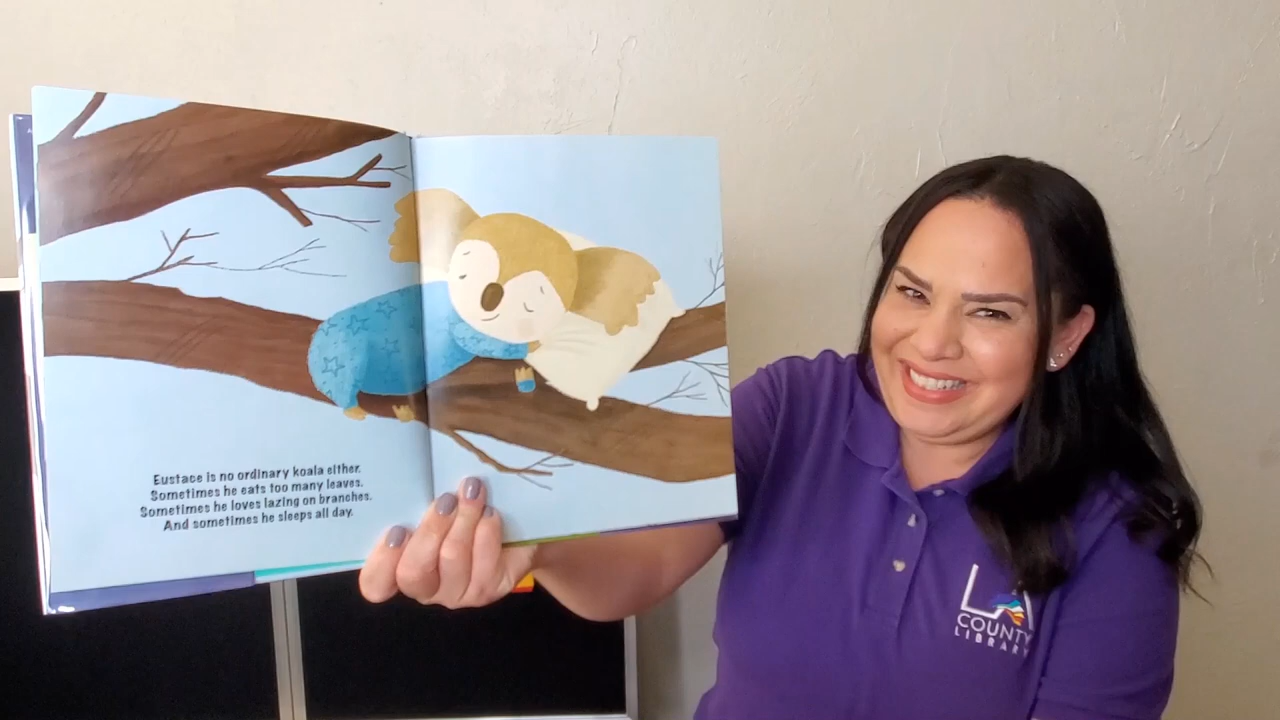 Eustace is no ordinary koala either.
Sometimes he eats too many leaves.
Sometimes he loves lazing on branches.
And sometimes he sleeps all day.
LA
COUNTY
LIBRARY